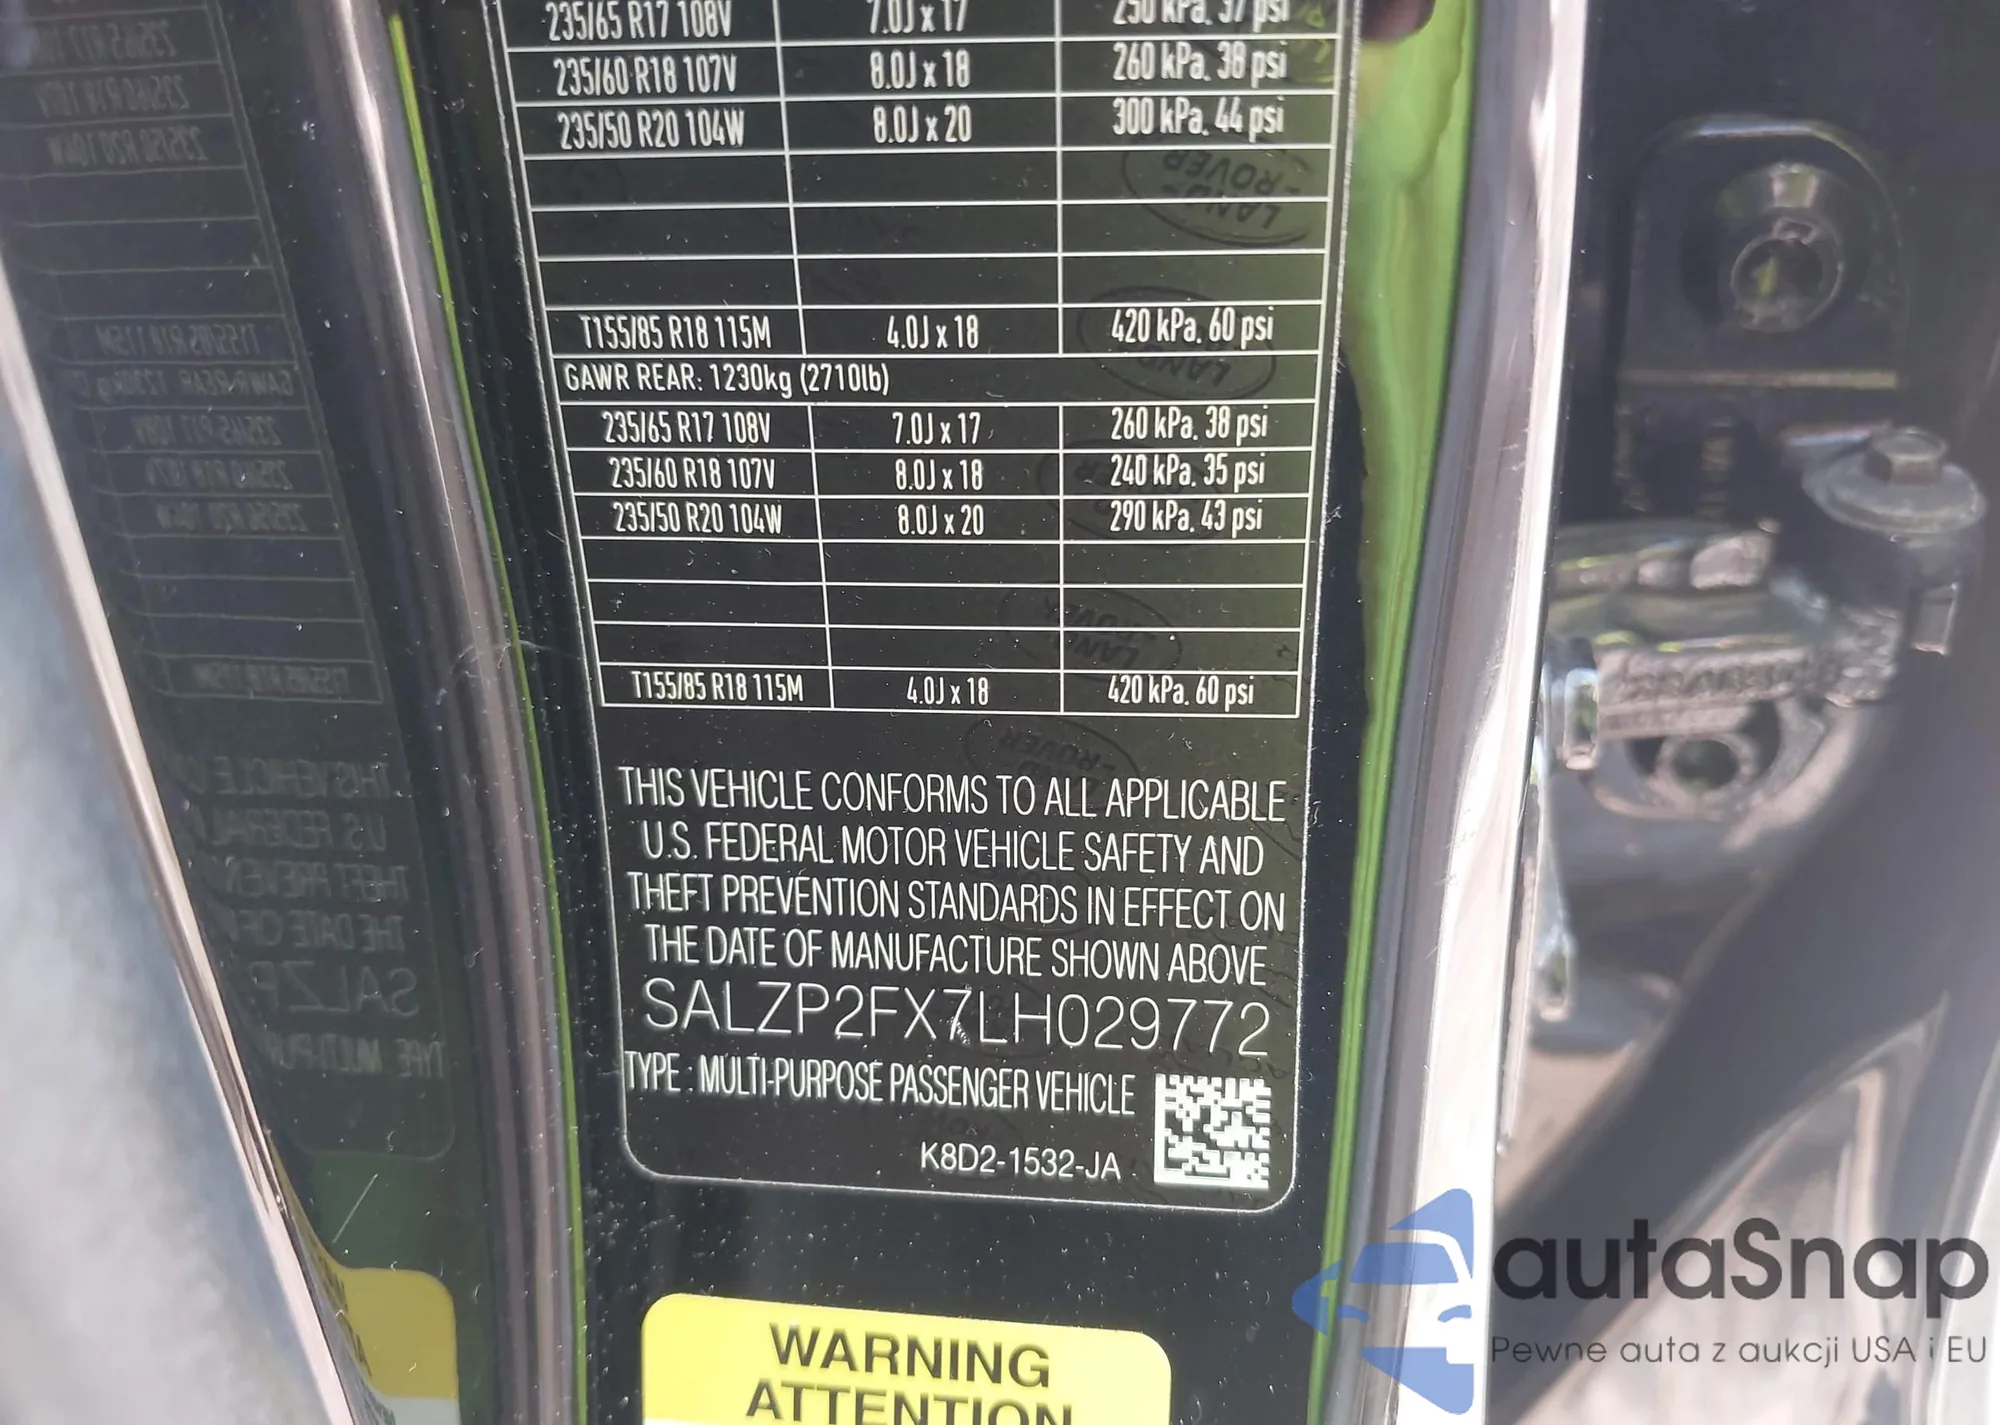 235/65 R17 108V 7.0J x 17 250 kPa, 37 psi
235/60 R18 107V 8.0J x 18 260 kPa, 38 psi
235/50 R20 104W 8.0J x 20 300 kPa, 44 psi
T155/85 R18 115M 4.0J x 18 420 kPa, 60 psi
GAWR REAR: 1230kg (2710lb)
235/65 R17 108V 7.0J x 17 260 kPa, 38 psi
235/60 R18 107V 8.0J x 18 240 kPa, 35 psi
235/50 R20 104W 8.0J x 20 290 kPa, 43 psi
T155/85 R18 115M 4.0J x 18 420 kPa, 60 psi
THIS VEHICLE CONFORMS TO ALL APPLICABLE
U.S. FEDERAL MOTOR VEHICLE SAFETY AND
THEFT PREVENTION STANDARDS IN EFFECT ON
THE DATE OF MANUFACTURE SHOWN ABOVE
SALZP2FX7LH029772
TYPE : MULTI-PURPOSE PASSENGER VEHICLE
K8D2-1532-JA
WARNING
ATTENTION
autaSnap
Pewne auta z aukcji USA i EU